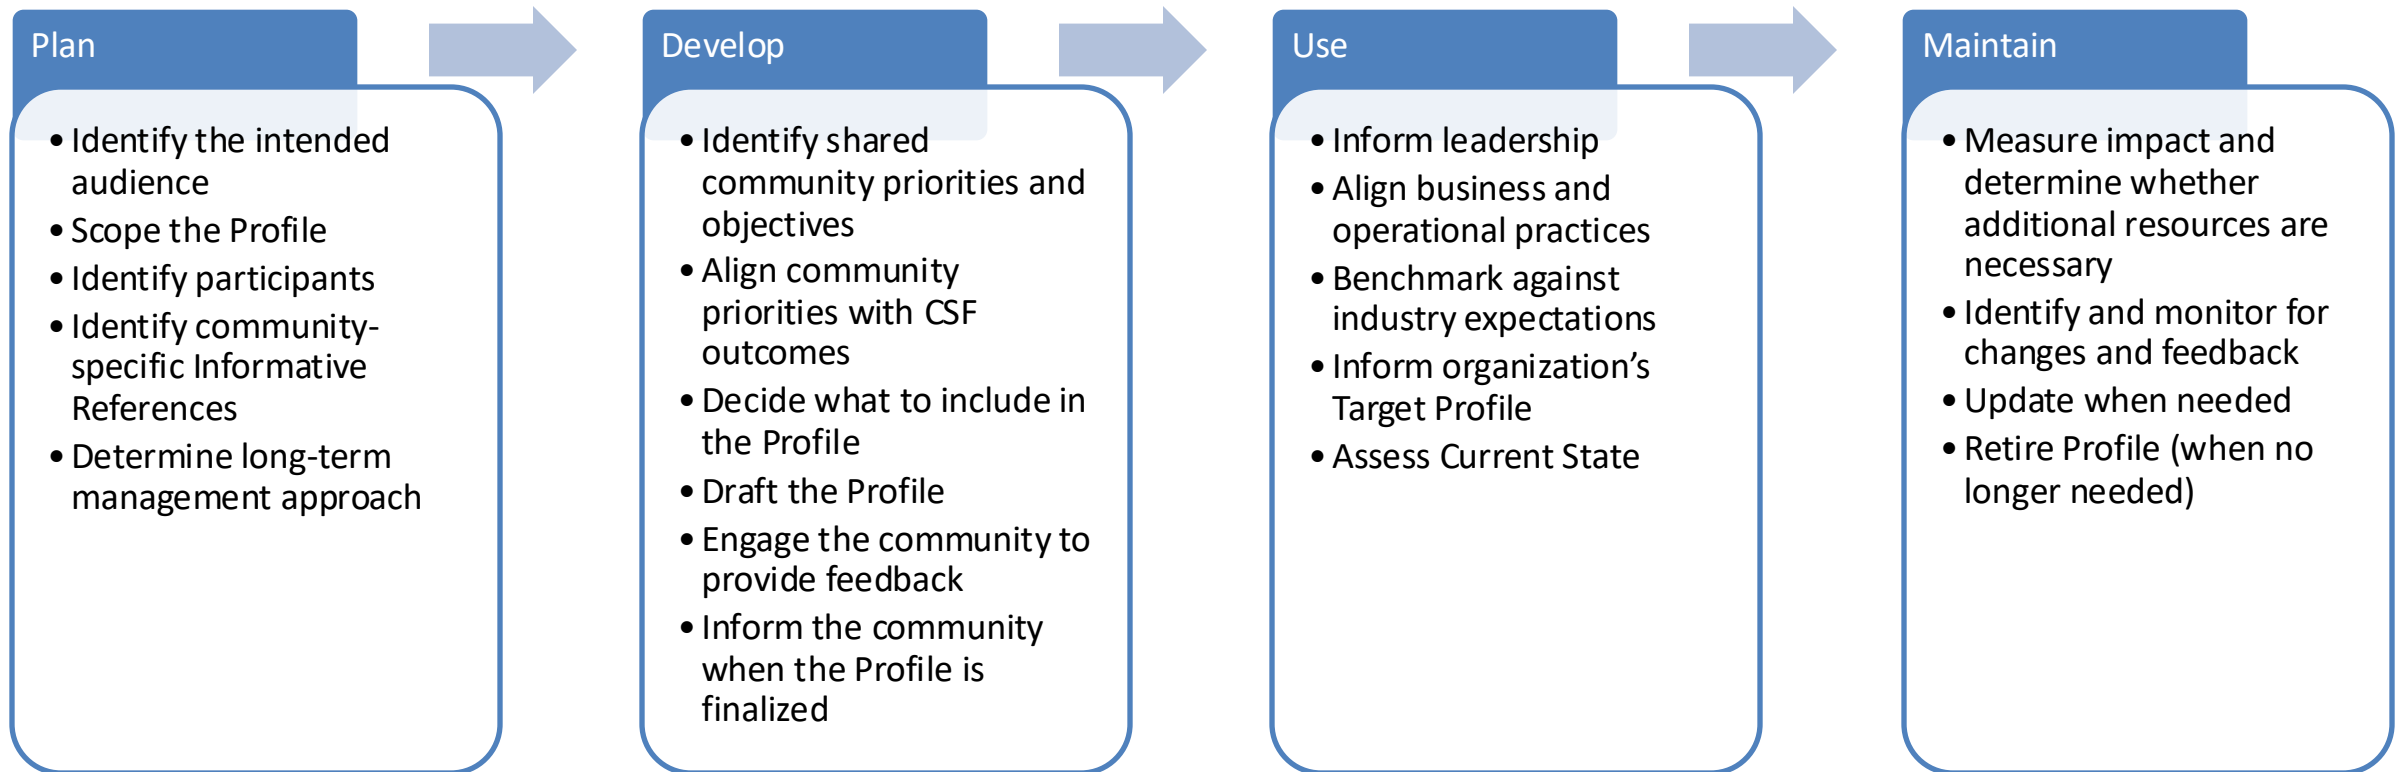 Plan
• Identify the intended
audience
• Scope the Profile
• Identify participants
• Identify community-
specific Informative
References
• Determine long-term
management approach
Develop
• Identify shared
community priorities and
objectives
• Align community
priorities with CSF
outcomes
• Decide what to include in
the Profile
• Draft the Profile
• Engage the community to
provide feedback
• Inform the community
when the Profile is
finalized
Use
• Inform leadership
• Align business and
operational practices
• Benchmark against
industry expectations
• Inform organization’s
Target Profile
• Assess Current State
Maintain
• Measure impact and
determine whether
additional resources are
necessary
• Identify and monitor for
changes and feedback
• Update when needed
• Retire Profile (when no
longer needed)